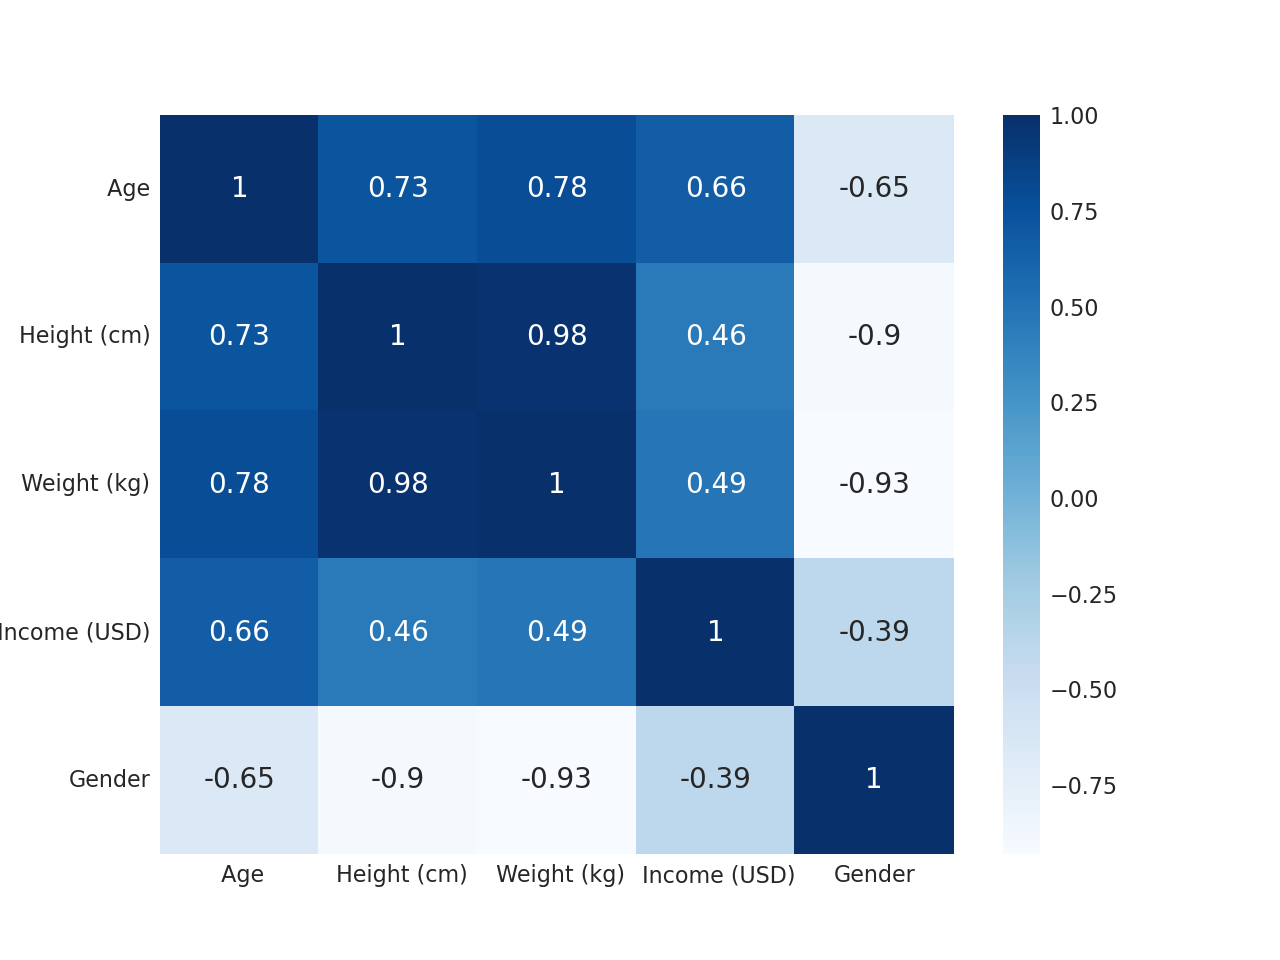 Age 1 0.73 0.78 0.66 -0.65
Height (cm) 0.73 1 0.98 0.46 -0.9
Weight (kg) 0.78 0.98 1 0.49 -0.93
Income (USD) 0.66 0.46 0.49 1 -0.39
Gender -0.65 -0.9 -0.93 -0.39 1
Age Height (cm) Weight (kg) Income (USD) Gender
1.00
0.75
0.50
0.25
0.00
−0.25
−0.50
−0.75